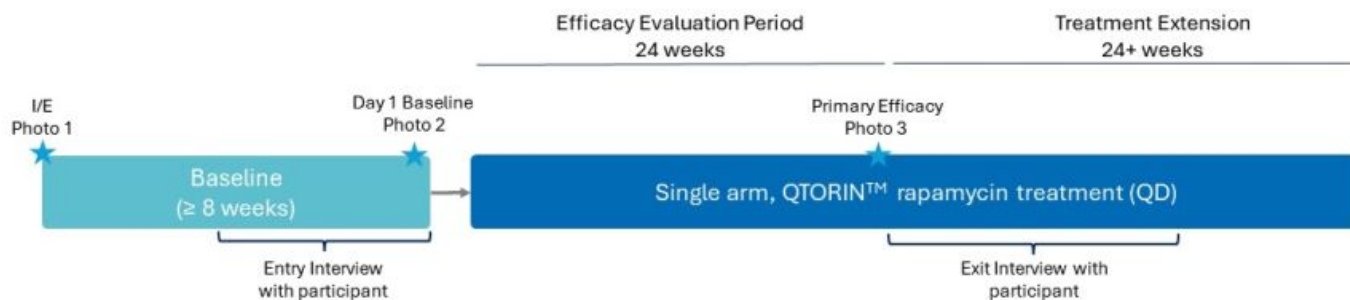 Efficacy Evaluation Period
24 weeks
Treatment Extension
24+ weeks
I/E
Photo 1
Day 1 Baseline
Photo 2
Primary Efficacy
Photo 3
Baseline
(≥ 8 weeks)
Single arm, QTORIN™ rapamycin treatment (QD)
Entry Interview
with participant
Exit Interview with
participant